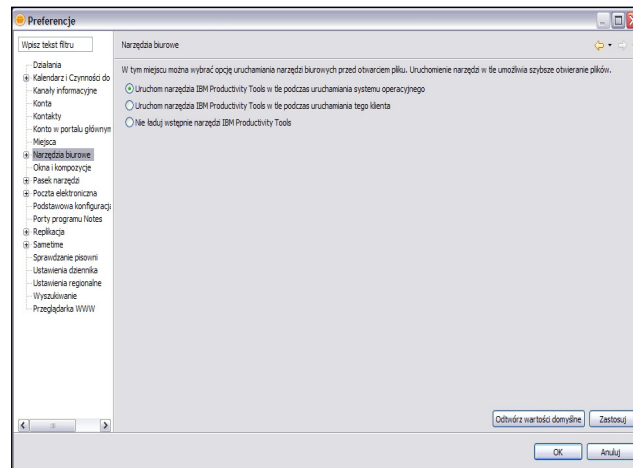 Preferencje
Wpisz tekst filtru
Narzędzia biurowe
Działania
Kalendarz i Czynności do
Kanały informacyjne
Konta
Kontakty
Konto w portalu głównym
Miejsca
Narzędzia biurowe
Okna i kompozycje
Pasek narzędzi
Poczta elektroniczna
Podstawowa konfiguracja
Porty programu Notes
Replikacja
Sametime
Sprawdzanie pisowni
Ustawienia dziennika
Ustawienia regionalne
Wyszukiwanie
Przeglądarka WWW
W tym miejscu można wybrać opcję uruchamiania narzędzi biurowych przed otwarciem pliku. Uruchomienie narzędzi w tle umożliwia szybsze otwieranie plików.
Uruchom narzędzia IBM Productivity Tools w tle podczas uruchamiania systemu operacyjnego
Uruchom narzędzia IBM Productivity Tools w tle podczas uruchamiania tego klienta
Nie ładuj wstępnie narzędzi IBM Productivity Tools
Odtwórz wartości domyślne
Zastosuj
OK
Anuluj